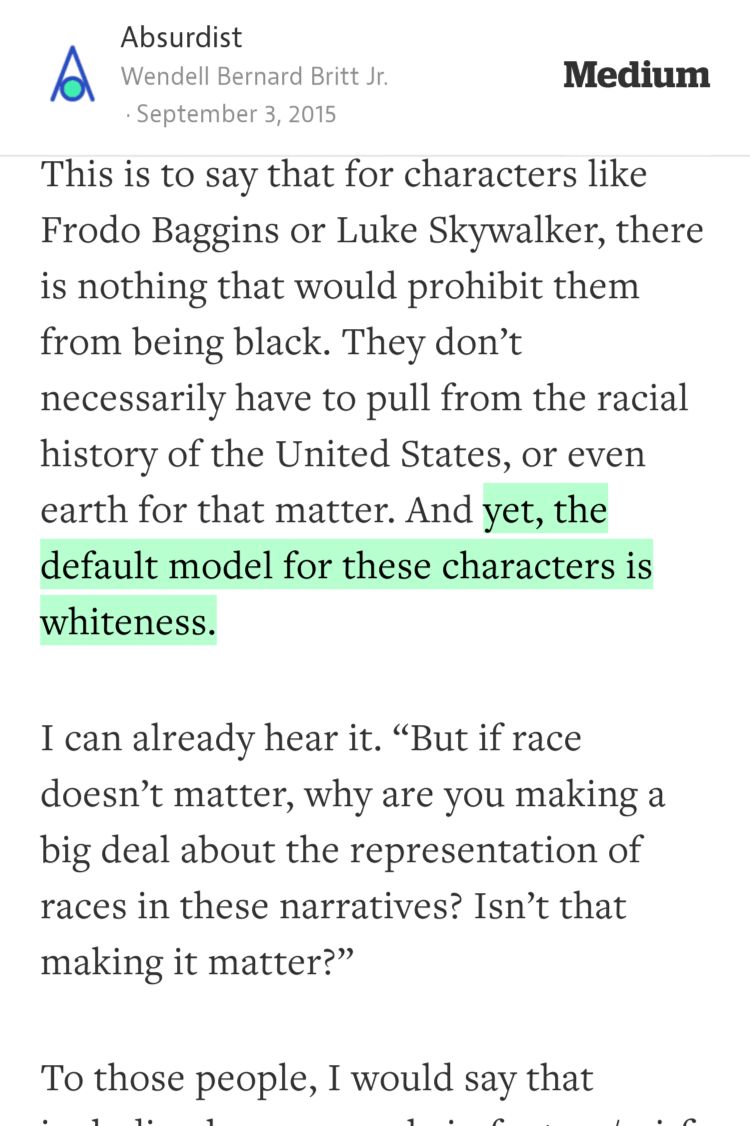 Absurdist
Wendell Bernard Britt Jr.
· September 3, 2015
Medium
This is to say that for characters like
Frodo Baggins or Luke Skywalker, there
is nothing that would prohibit them
from being black. They don’t
necessarily have to pull from the racial
history of the United States, or even
earth for that matter. And yet, the
default model for these characters is
whiteness.
I can already hear it. “But if race
doesn’t matter, why are you making a
big deal about the representation of
races in these narratives? Isn’t that
making it matter?”
To those people, I would say that